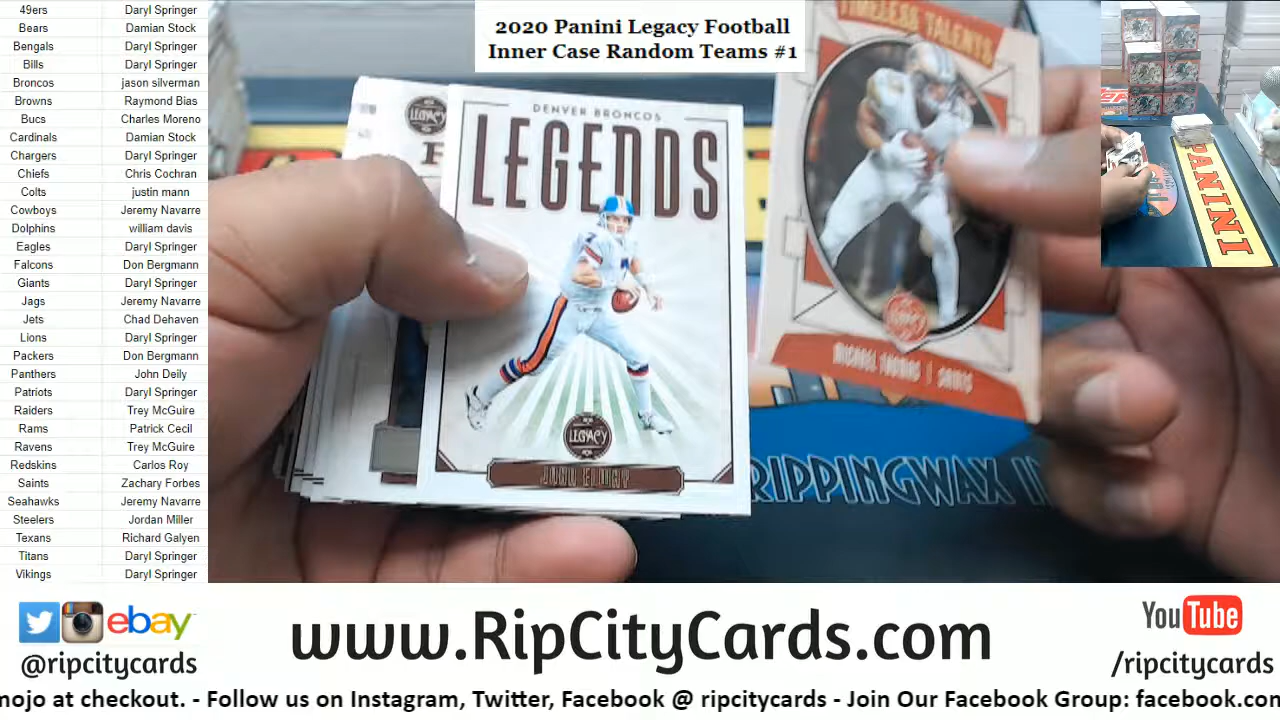 49ers Daryl Springer
Bears Damian Stock
Bengals Daryl Springer
Bills Daryl Springer
Broncos jason silverman
Browns Raymond Bias
Bucs Charles Moreno
Cardinals Damian Stock
Chargers Daryl Springer
Chiefs Chris Cochran
Colts justin mann
Cowboys Jeremy Navarre
Dolphins william davis
Eagles Daryl Springer
Falcons Don Bergmann
Giants Daryl Springer
Jags Jeremy Navarre
Jets Chad Dehaven
Lions Daryl Springer
Packers Don Bergmann
Panthers John Deily
Patriots Daryl Springer
Raiders Trey McGuire
Rams Patrick Cecil
Ravens Trey McGuire
Redskins Carlos Roy
Saints Zachary Forbes
Seahawks Jeremy Navarre
Steelers Jordan Miller
Texans Richard Galyen
Titans Daryl Springer
Vikings Daryl Springer
2020 Panini Legacy Football
Inner Case Random Teams #1
TIMELESS TALENTS
MICHAEL THOMAS | SAINTS
LEGACY
DENVER BRONCOS
LEGENDS
7
LEGACY
JOHN ELWAY
RIPPINGWAX
PANINI
ebay
@ripcitycards
www.RipCityCards.com
YouTube
/ripcitycards
mojo at checkout. - Follow us on Instagram, Twitter, Facebook @ ripcitycards - Join Our Facebook Group: facebook.con